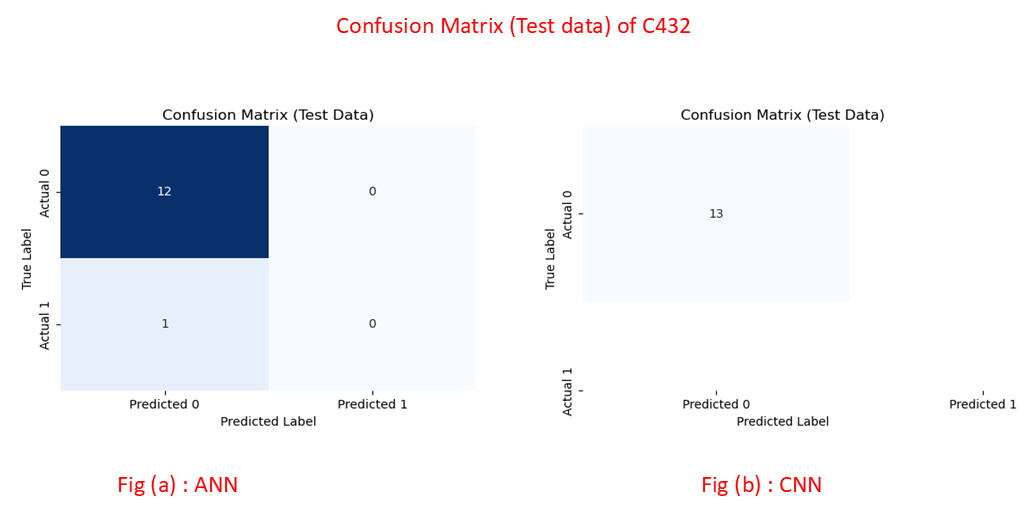 Confusion Matrix (Test data) of C432
Confusion Matrix (Test Data)
True Label
Actual 0
Actual 1
12
0
1
0
Predicted 0
Predicted 1
Predicted Label
Fig (a) : ANN
Confusion Matrix (Test Data)
True Label
Actual 0
Actual 1
13
Predicted 0
Predicted 1
Predicted Label
Fig (b) : CNN